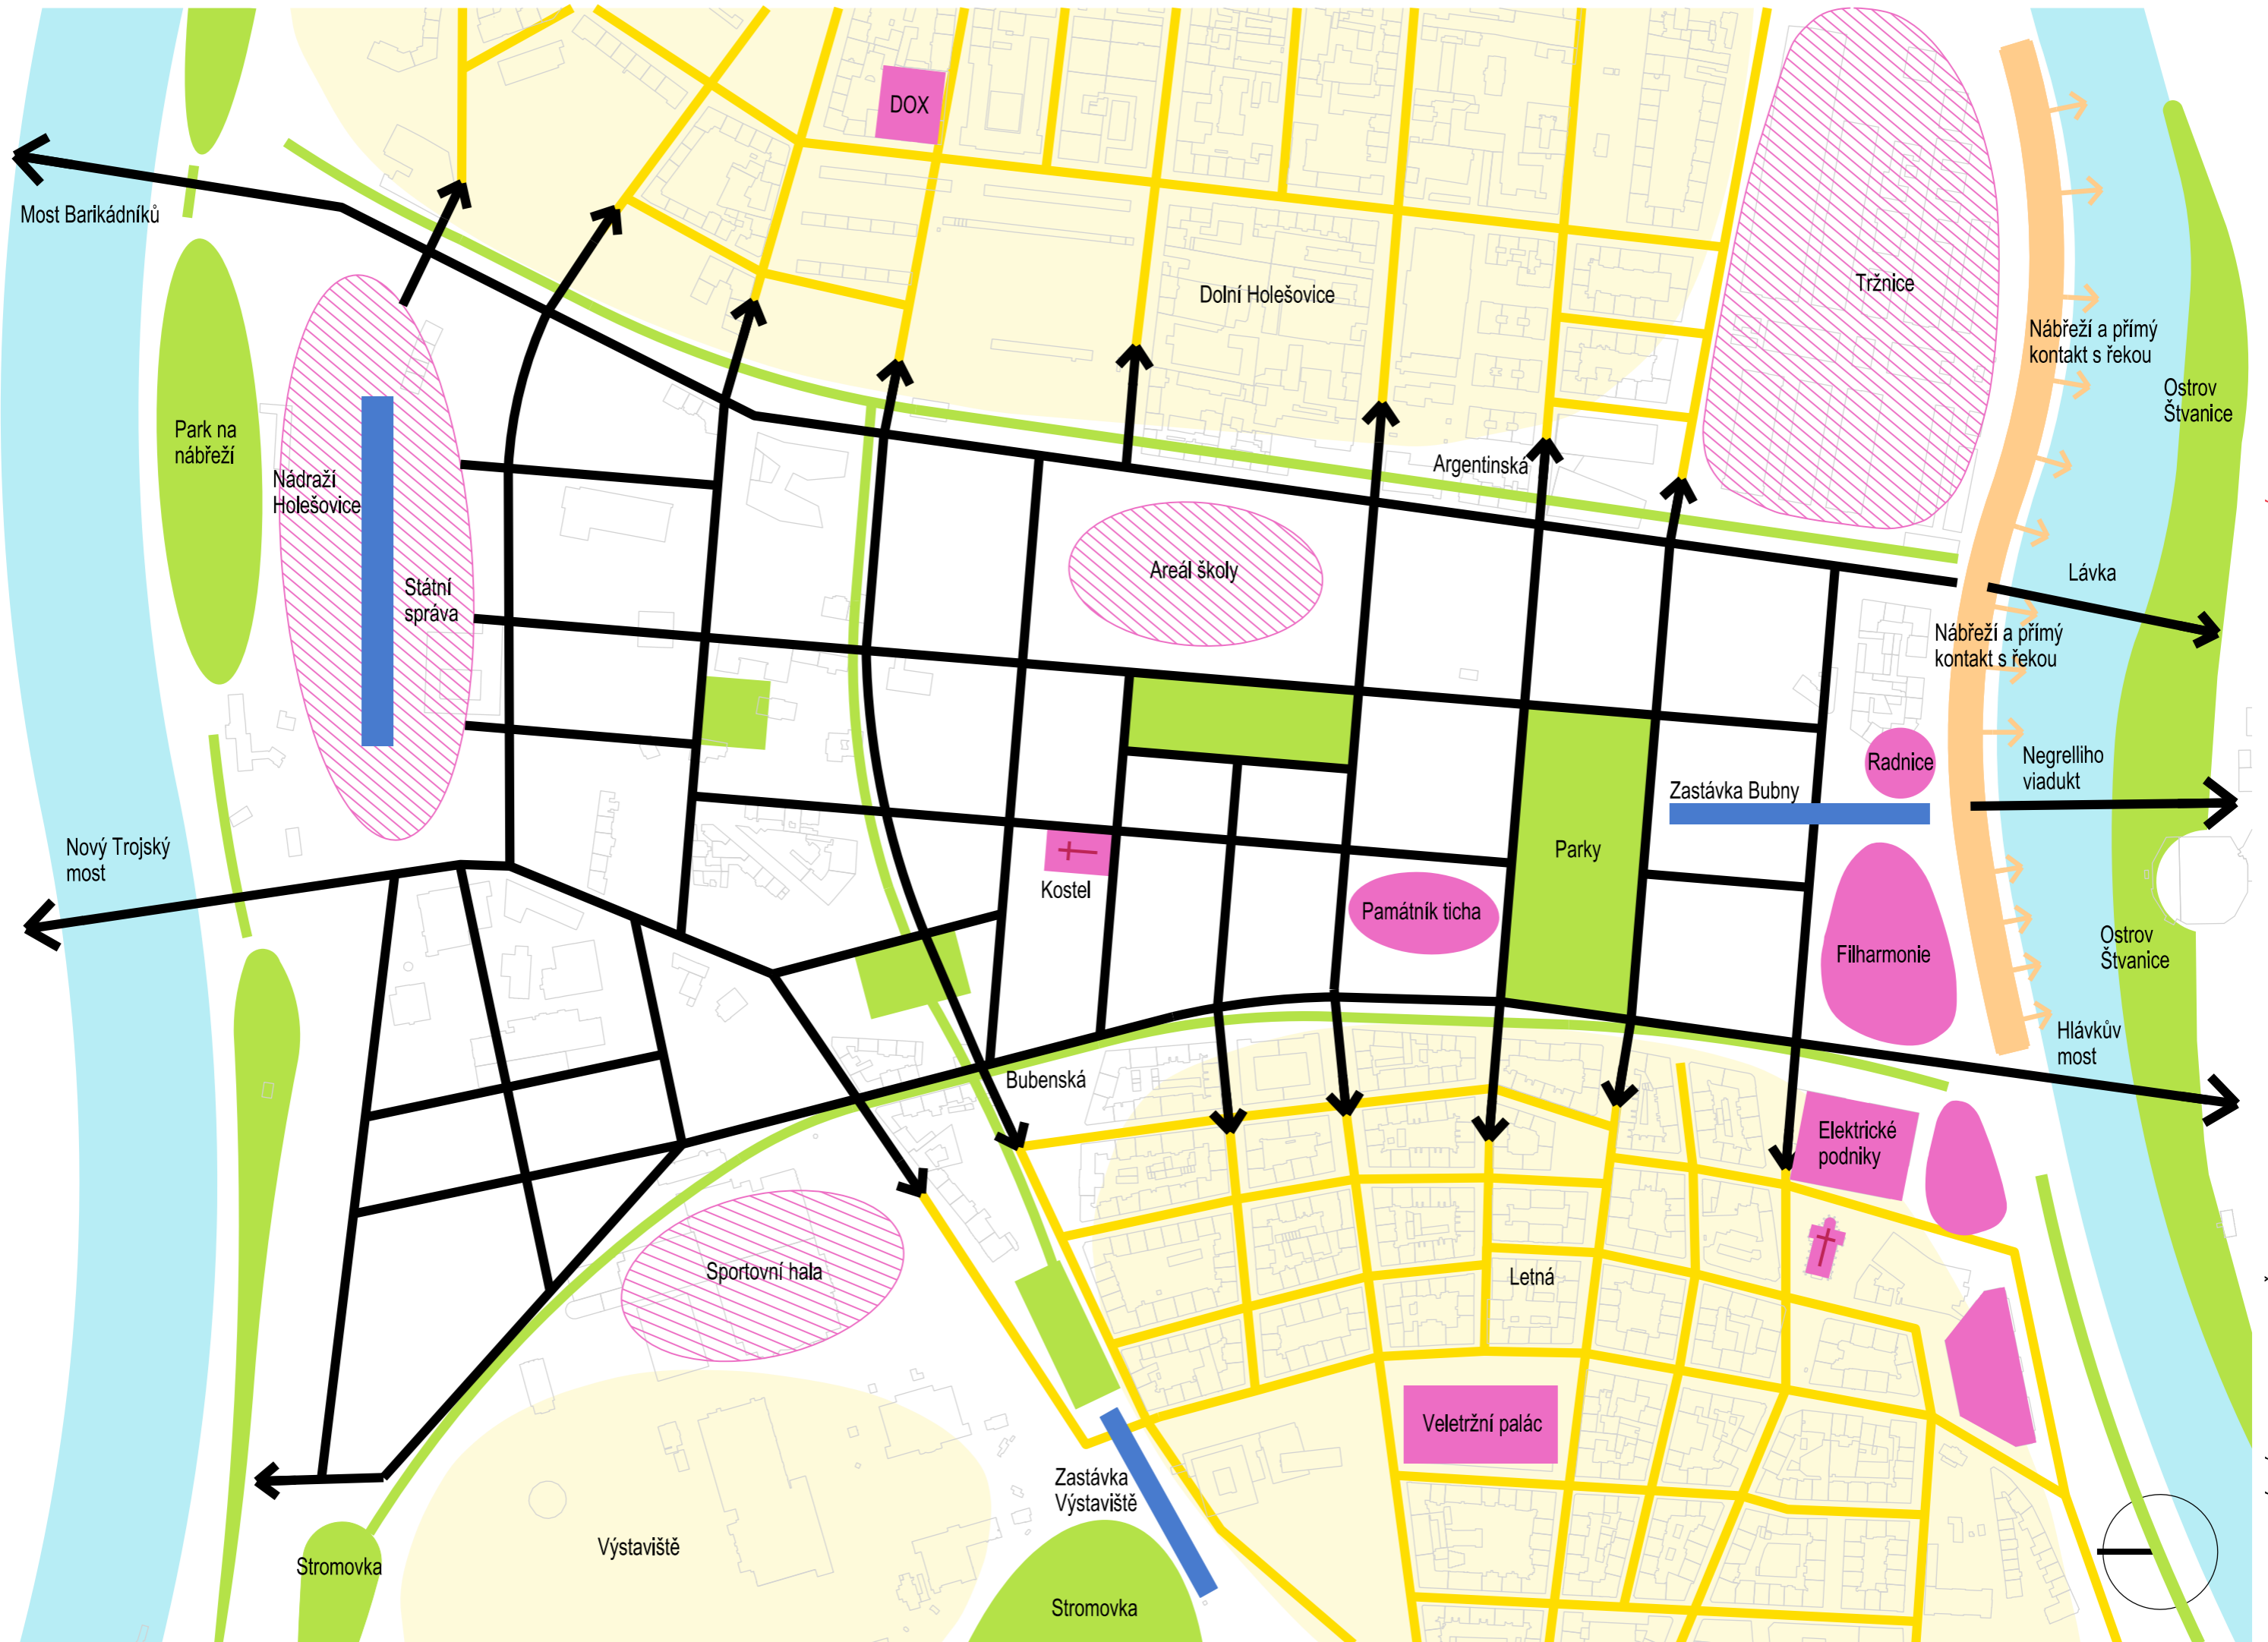 DOX
Most Barikádníků
Dolní Holešovice
Tržnice
Nábřeží a přímý
kontakt s řekou
Ostrov
Štvanice
Park na
nábřeží
Nádraží
Holešovice
Argentinská
Státní
správa
Areál školy
Lávka
Nábřeží a přímý
kontakt s řekou
Radnice
Negrelliho
viadukt
Zastávka Bubny
Nový Trojský
most
Parky
Kostel
Památník ticha
Filharmonie
Ostrov
Štvanice
Hlávkův
most
Bubenská
Elektrické
podniky
Sportovní hala
Letná
Veletržní palác
Zastávka
Výstaviště
Výstaviště
Stromovka
Stromovka